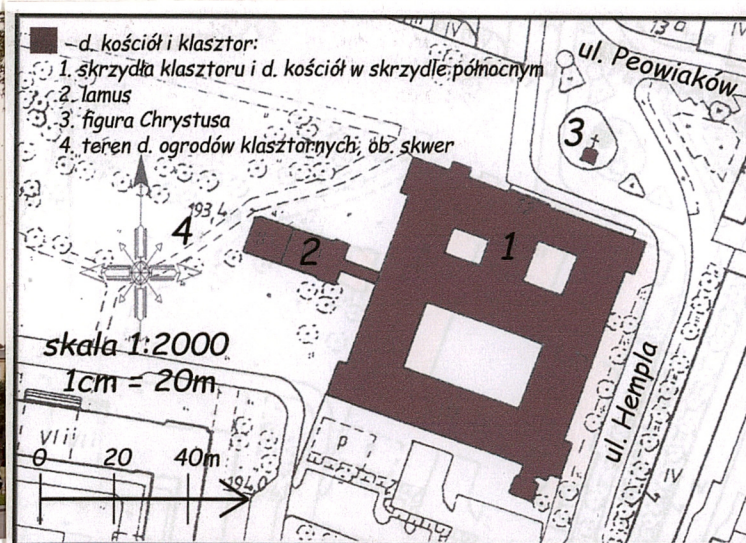 - d. kościół i klasztor:
1. skrzydła klasztoru i d. kościół w skrzydle północnym
2. lamus
3. figura Chrystusa
4. teren d. ogrodów klasztornych, ob. skwer
13a
IV
ul. Peowiaków
3
193,4
4
2
1
skala 1:2000
1cm = 20m
ul. Hempla
VI
P
0 20 40m
194,0
IV